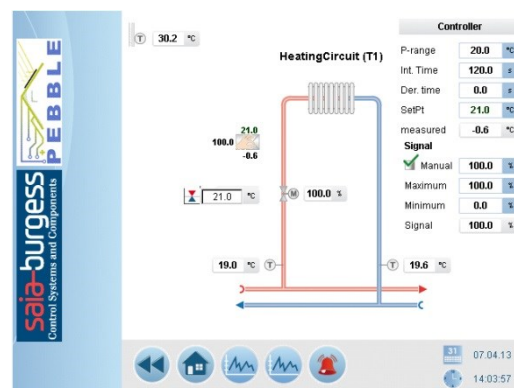 T 30.2 °C
HeatingCircuit (T1)
21.0
100.0
-0.6
21.0 °C
M 100.0 %
19.0 °C T
T 19.6 °C
Controller
P-range 20.0 °C
Int. Time 120.0 s
Der. time 0.0 s
SetPt 21.0 °C
measured -0.6 °C
Signal
Manual 100.0 %
Maximum 100.0 %
Minimum 0.0 %
Signal 100.0 %
PEBBLE
saia-burgess
Control Systems and Components
31 07.04.13
14:03:57